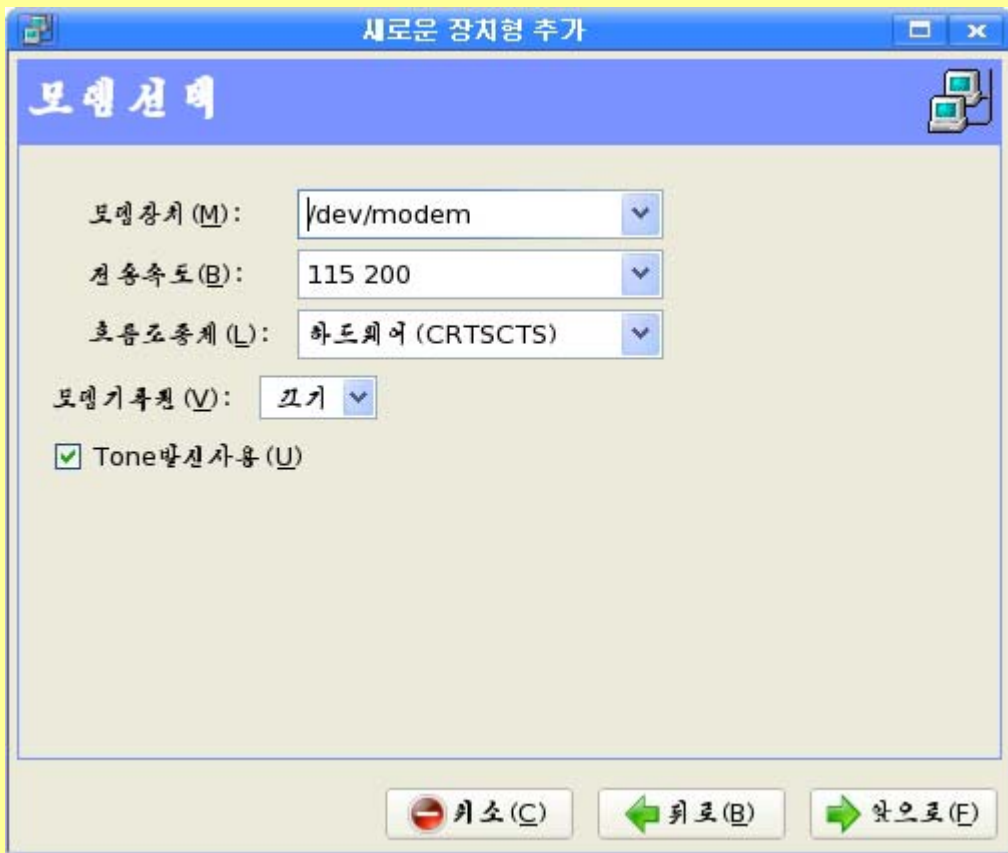 새로운 장치형 추가
모뎀선택
모뎀장치(M): /dev/modem
전송속도(B): 115 200
흐름조종체(L): 하드웨어 (CRTSCTS)
모뎀기록권(V): 끄기
Tone발신사용(U)
취소(C) 뒤로(B) 앞으로(F)